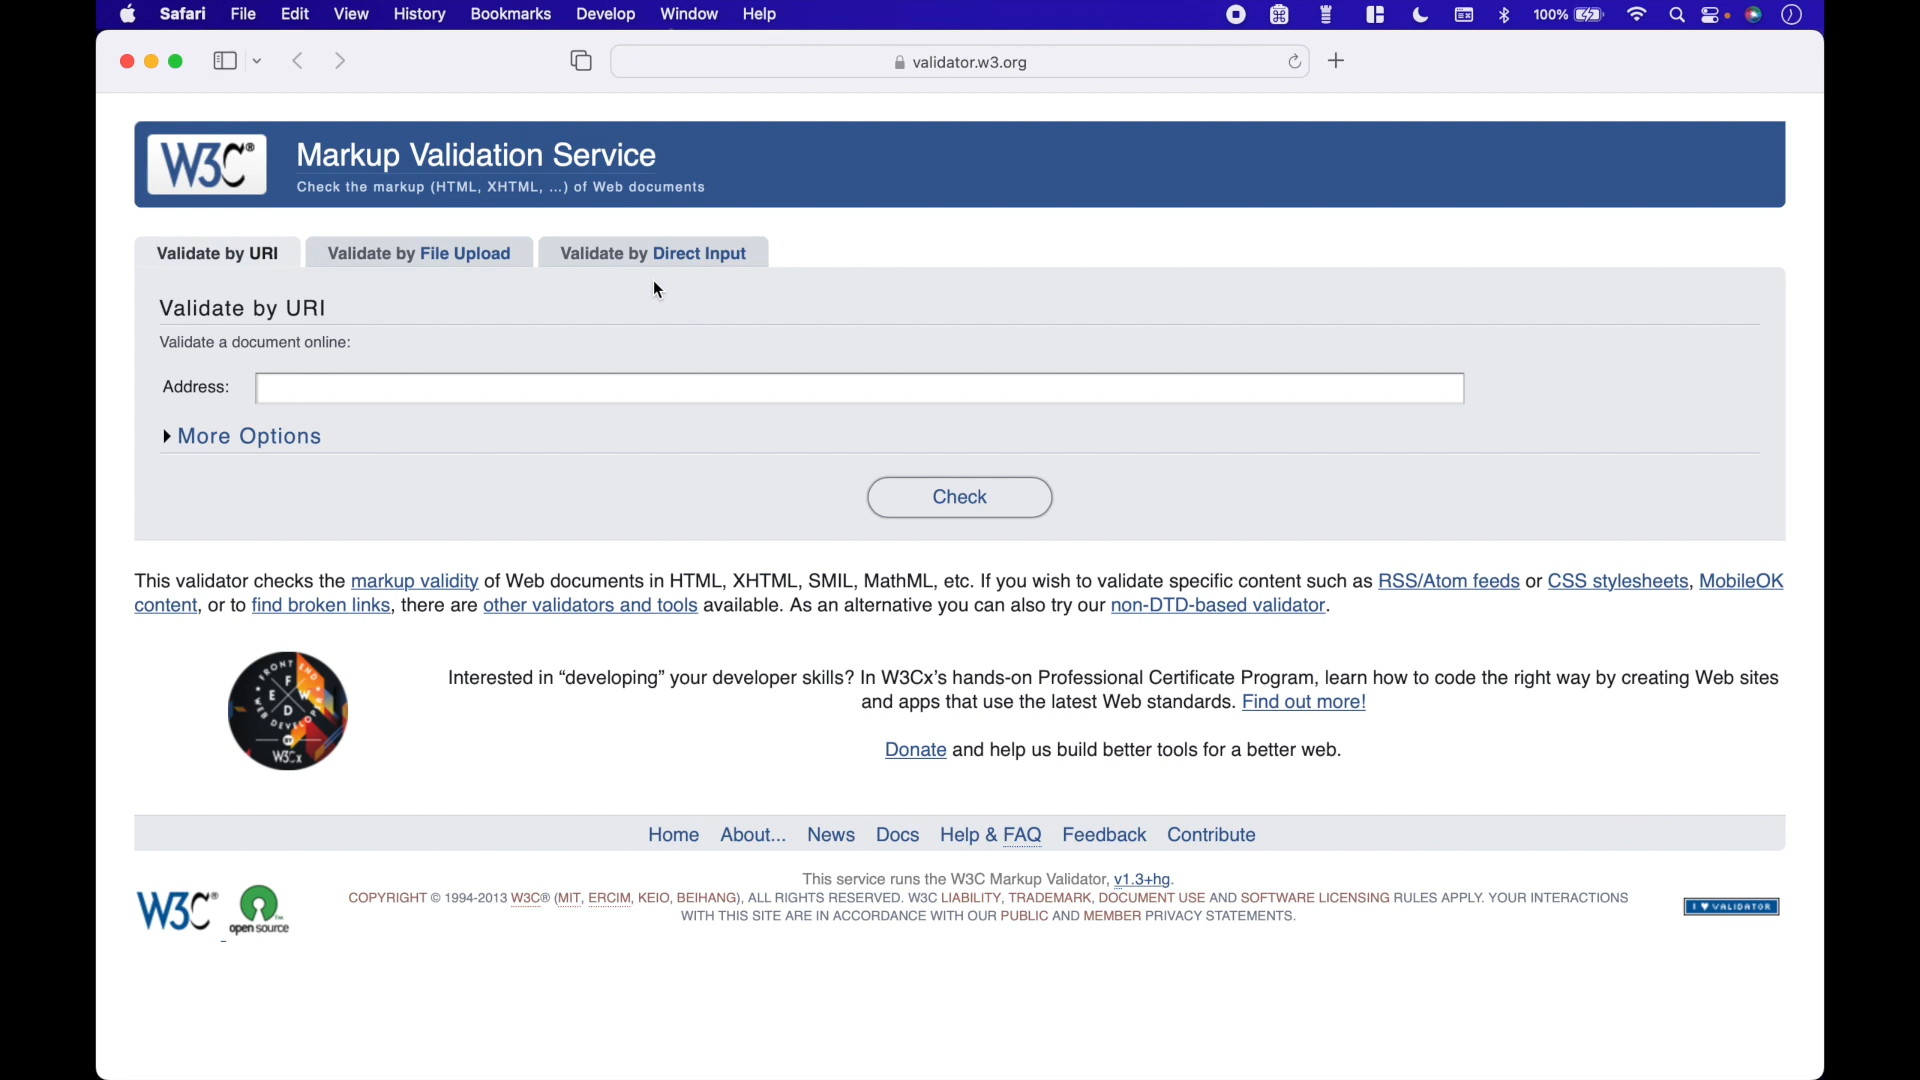 Safari File Edit View History Bookmarks Develop Window Help 100%
validator.w3.org
W3C®
Markup Validation Service
Check the markup (HTML, XHTML, ...) of Web documents
Validate by URI Validate by File Upload Validate by Direct Input
Validate by URI
Validate a document online:
Address:
More Options
Check
This validator checks the markup validity of Web documents in HTML, XHTML, SMIL, MathML, etc. If you wish to validate specific content such as RSS/Atom feeds or CSS stylesheets, MobileOK
content, or to find broken links, there are other validators and tools available. As an alternative you can also try our non-DTD-based validator.
FRONT END
F
E W
D
WEB DEVELOPER
BY
W3Cx
Interested in “developing” your developer skills? In W3Cx’s hands-on Professional Certificate Program, learn how to code the right way by creating Web sites
and apps that use the latest Web standards. Find out more!
Donate and help us build better tools for a better web.
Home About... News Docs Help & FAQ Feedback Contribute
W3C®
open source
This service runs the W3C Markup Validator, v1.3+hg.
COPYRIGHT © 1994-2013 W3C® (MIT, ERCIM, KEIO, BEIHANG), ALL RIGHTS RESERVED. W3C LIABILITY, TRADEMARK, DOCUMENT USE AND SOFTWARE LICENSING RULES APPLY. YOUR INTERACTIONS
WITH THIS SITE ARE IN ACCORDANCE WITH OUR PUBLIC AND MEMBER PRIVACY STATEMENTS.
I ♥ VALIDATOR